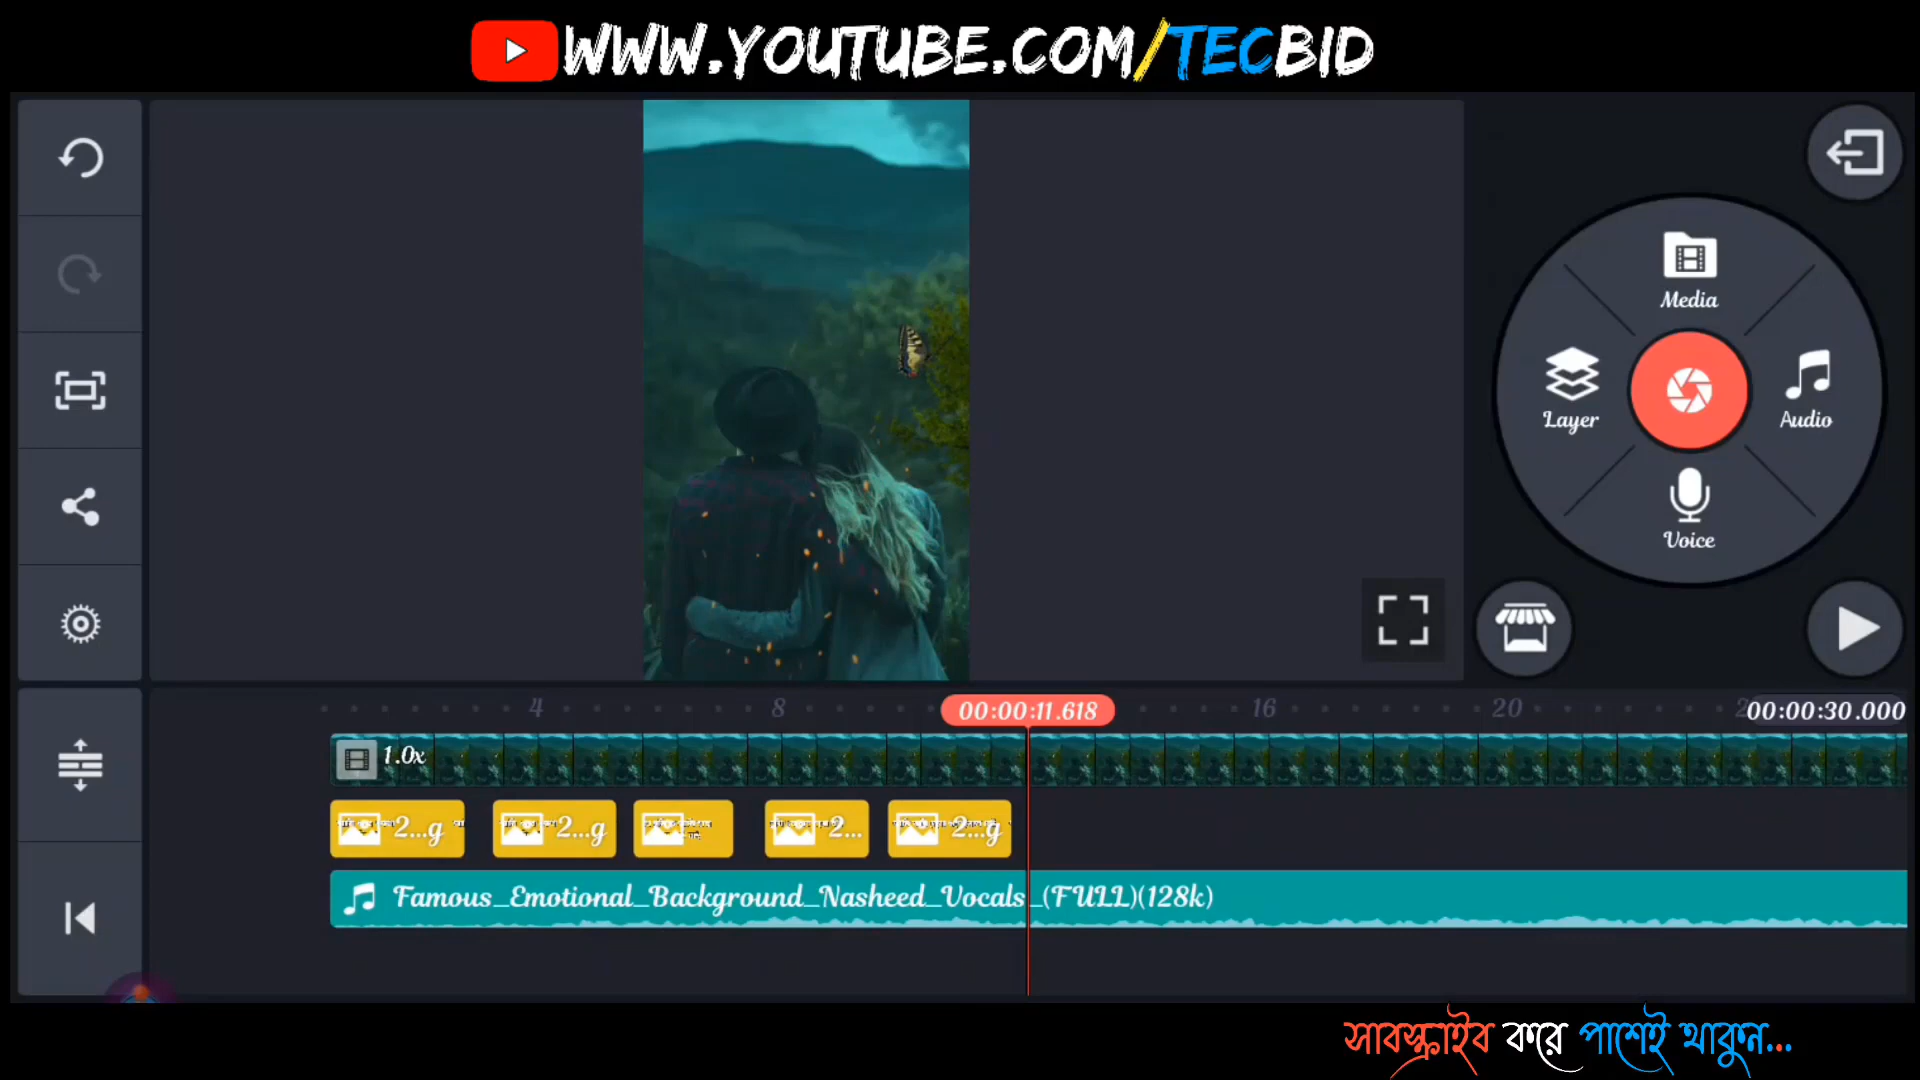 WWW.YOUTUBE.COM/TECBID
Media
Layer
Audio
Voice
4
8
00:00:11.618
16
20
00:00:30.000
1.0x
2...g
2...g
2...
2...g
Famous_Emotional_Background_Nasheed_Vocals_(FULL)(128k)
সাবস্ক্রাইব করে পাশেই থাকুন...